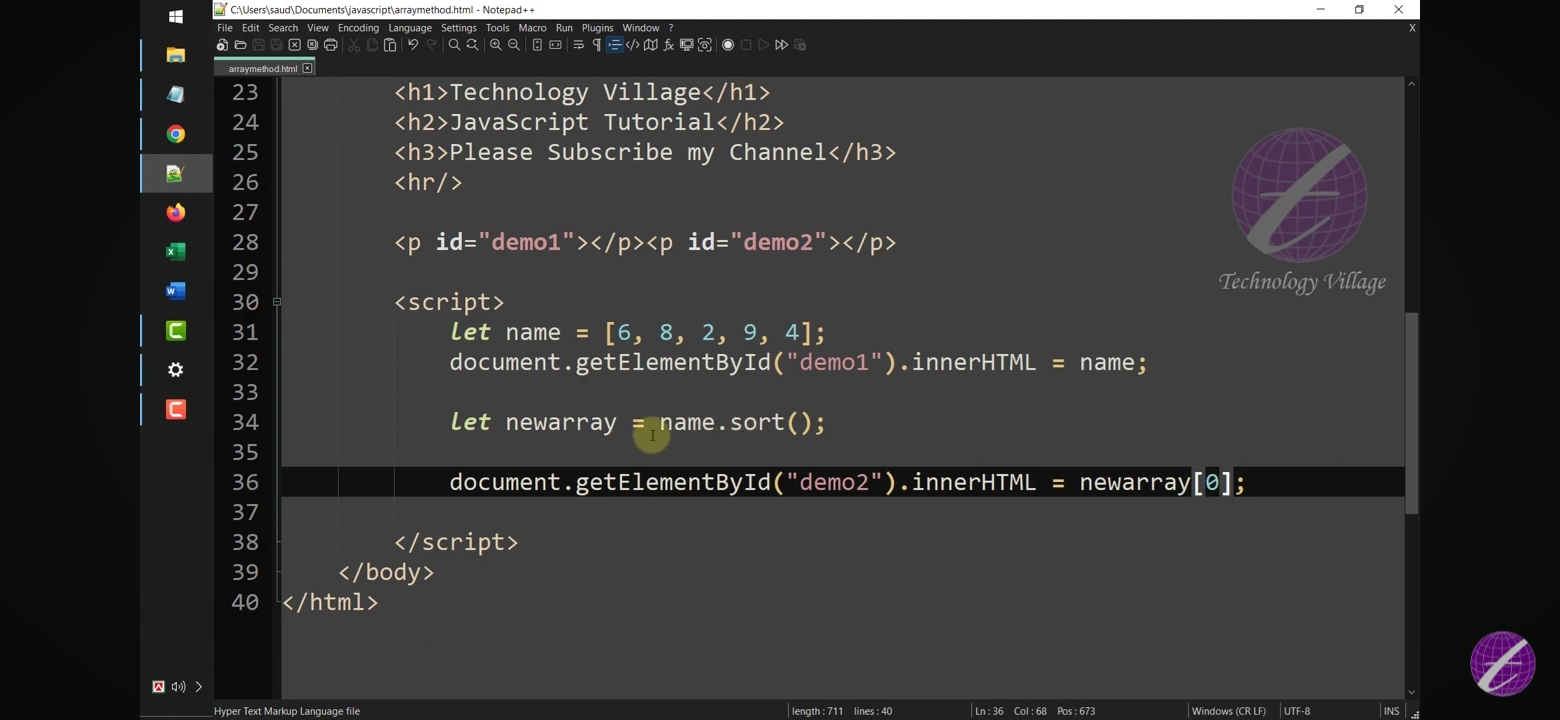 C:\Users\saud\Documents\javascript\arraymethod.html - Notepad++
File Edit Search View Encoding Language Settings Tools Macro Run Plugins Window ? X
arraymethod.html
23 <h1>Technology Village</h1>
24 <h2>JavaScript Tutorial</h2>
25 <h3>Please Subscribe my Channel</h3>
26 <hr/>
27
28 <p id="demo1"></p><p id="demo2"></p>
29
30 <script>
31 let name = [6, 8, 2, 9, 4];
32 document.getElementById("demo1").innerHTML = name;
33
34 let newarray = name.sort();
35
36 document.getElementById("demo2").innerHTML = newarray[0];
37
38 </script>
39 </body>
40 </html>
Technology Village
Hyper Text Markup Language file length : 711 lines : 40 Ln : 36 Col : 68 Pos : 673 Windows (CR LF) UTF-8 INS